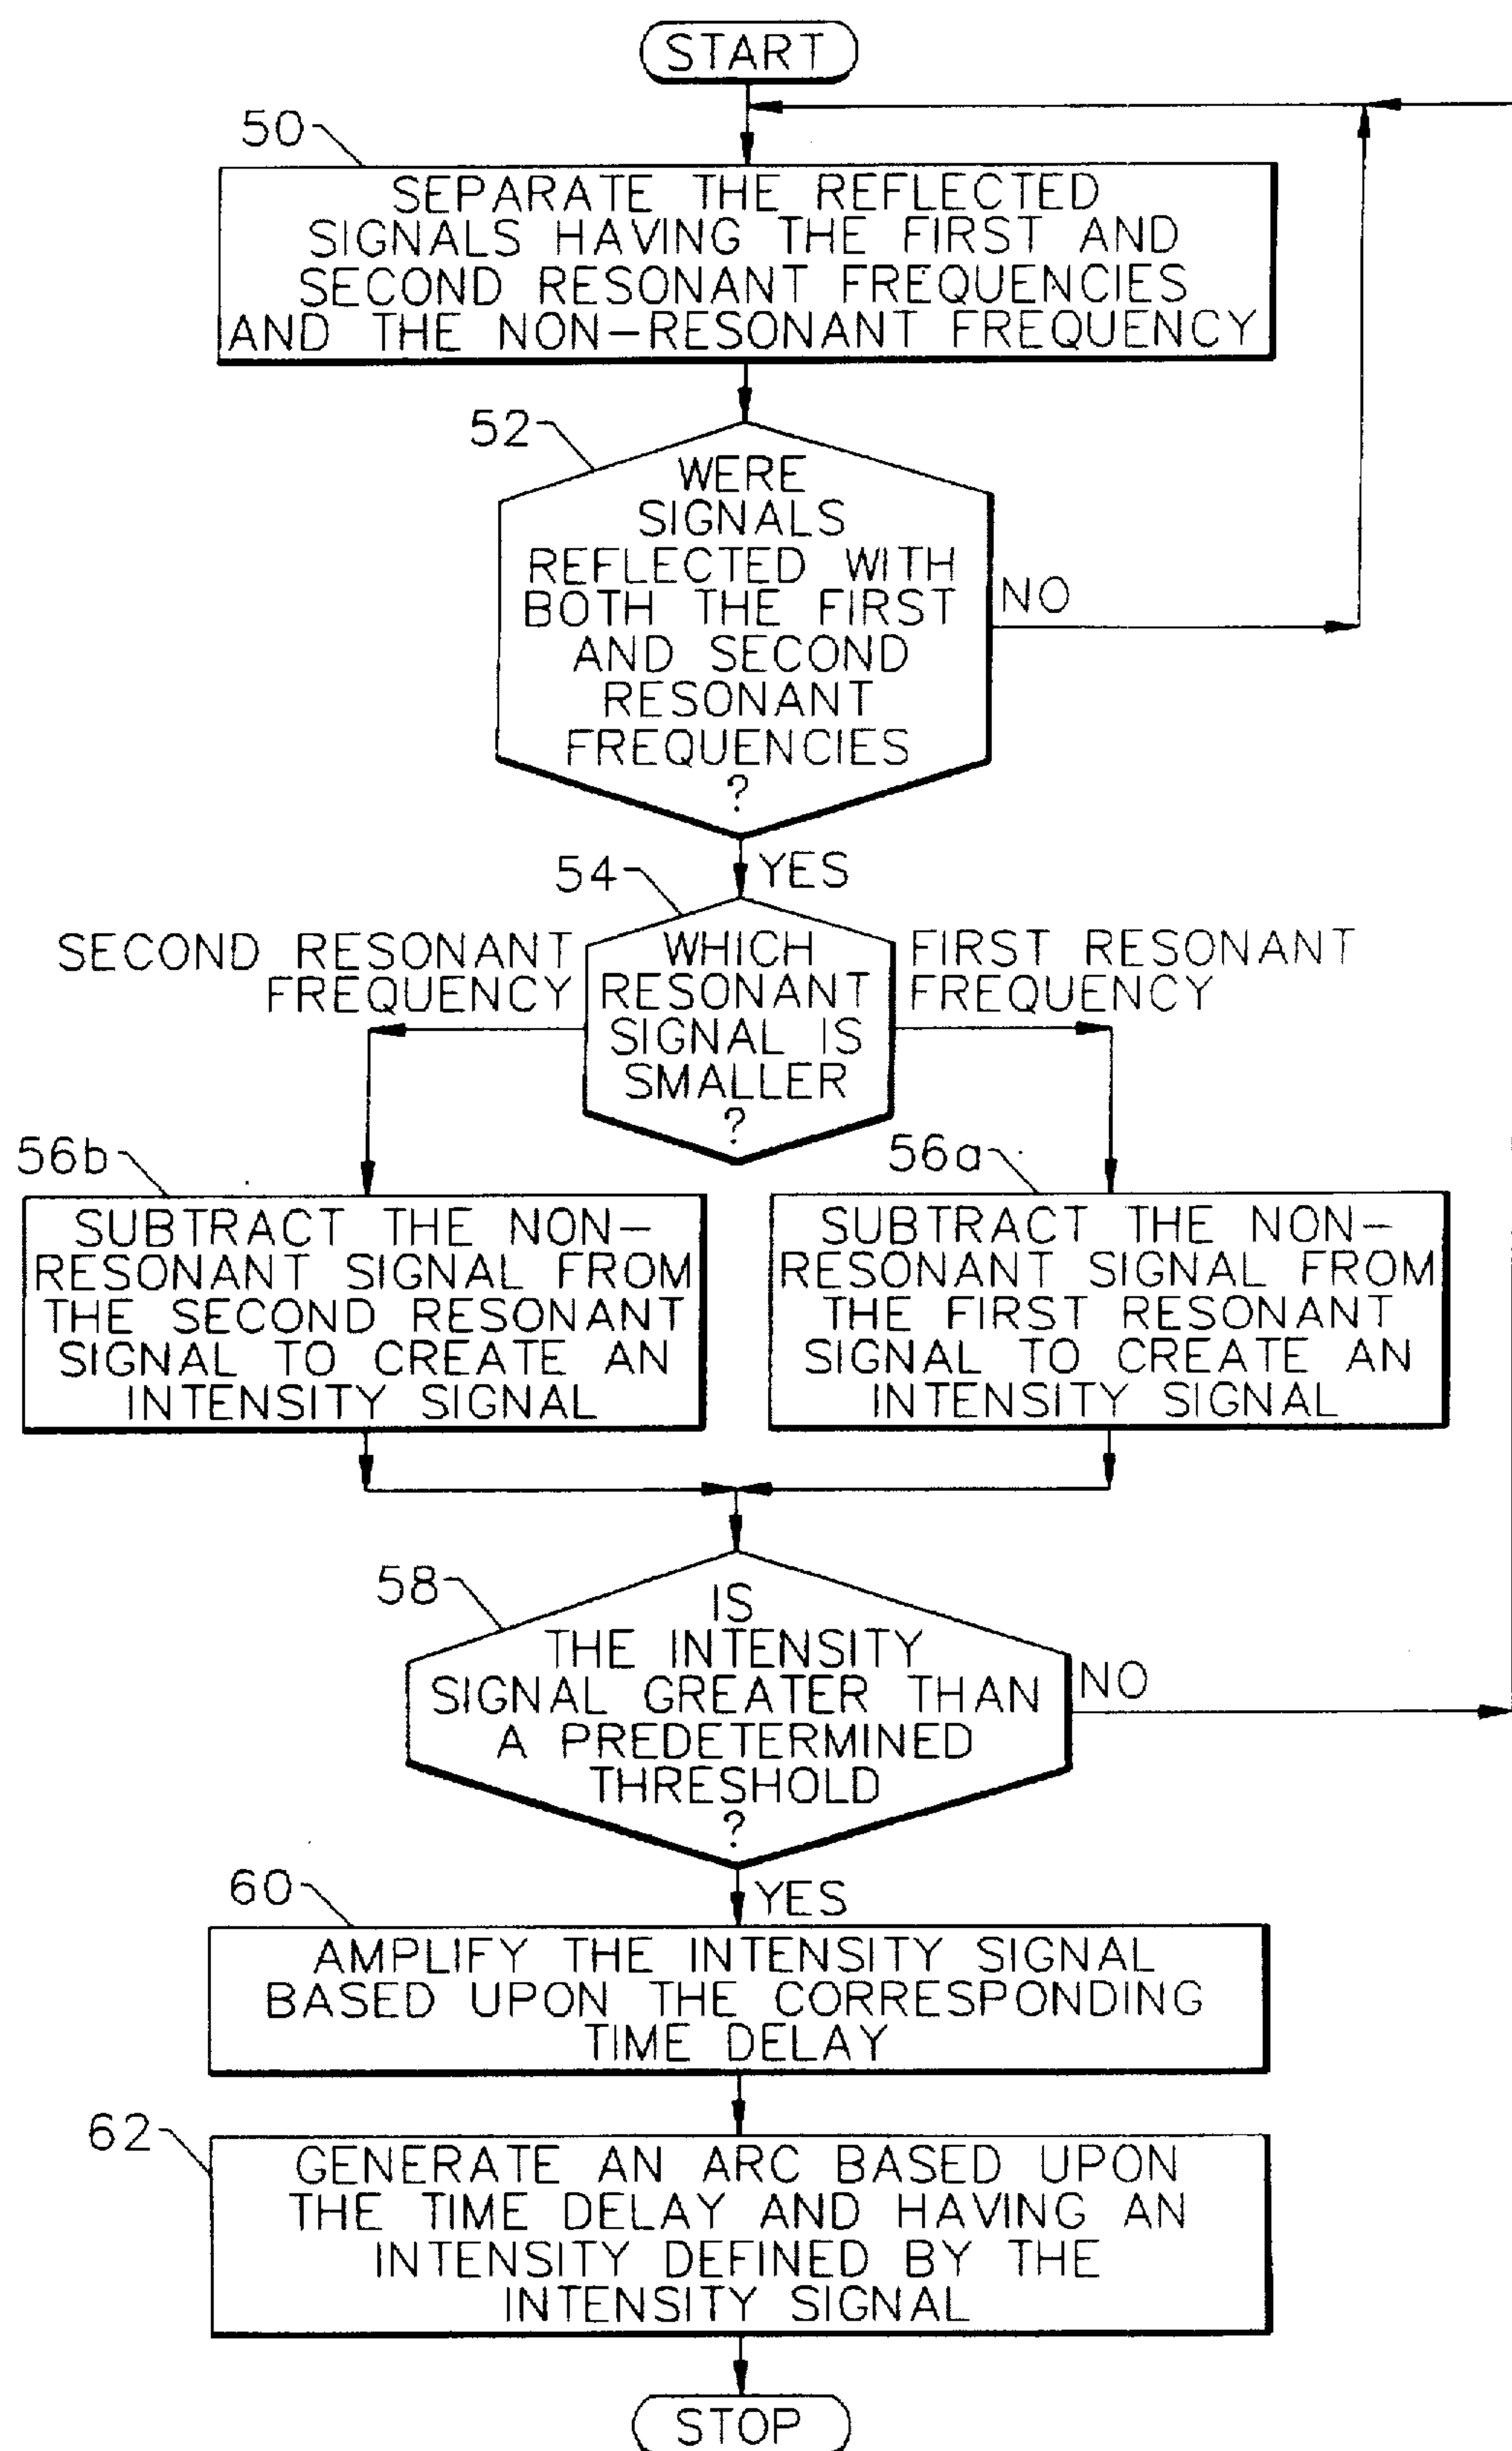 START
50
SEPARATE THE REFLECTED
SIGNALS HAVING THE FIRST AND
SECOND RESONANT FREQUENCIES
AND THE NON-RESONANT FREQUENCY
52
WERE
SIGNALS
REFLECTED WITH
BOTH THE FIRST
AND SECOND
RESONANT
FREQUENCIES
?
NO
YES
54
SECOND RESONANT
FREQUENCY
WHICH
RESONANT
SIGNAL IS
SMALLER
?
FIRST RESONANT
FREQUENCY
56b
SUBTRACT THE NON-
RESONANT SIGNAL FROM
THE SECOND RESONANT
SIGNAL TO CREATE AN
INTENSITY SIGNAL
56a
SUBTRACT THE NON-
RESONANT SIGNAL FROM
THE FIRST RESONANT
SIGNAL TO CREATE AN
INTENSITY SIGNAL
58
IS
THE INTENSITY
SIGNAL GREATER THAN
A PREDETERMINED
THRESHOLD
?
NO
YES
60
AMPLIFY THE INTENSITY SIGNAL
BASED UPON THE CORRESPONDING
TIME DELAY
62
GENERATE AN ARC BASED UPON
THE TIME DELAY AND HAVING AN
INTENSITY DEFINED BY THE
INTENSITY SIGNAL
STOP